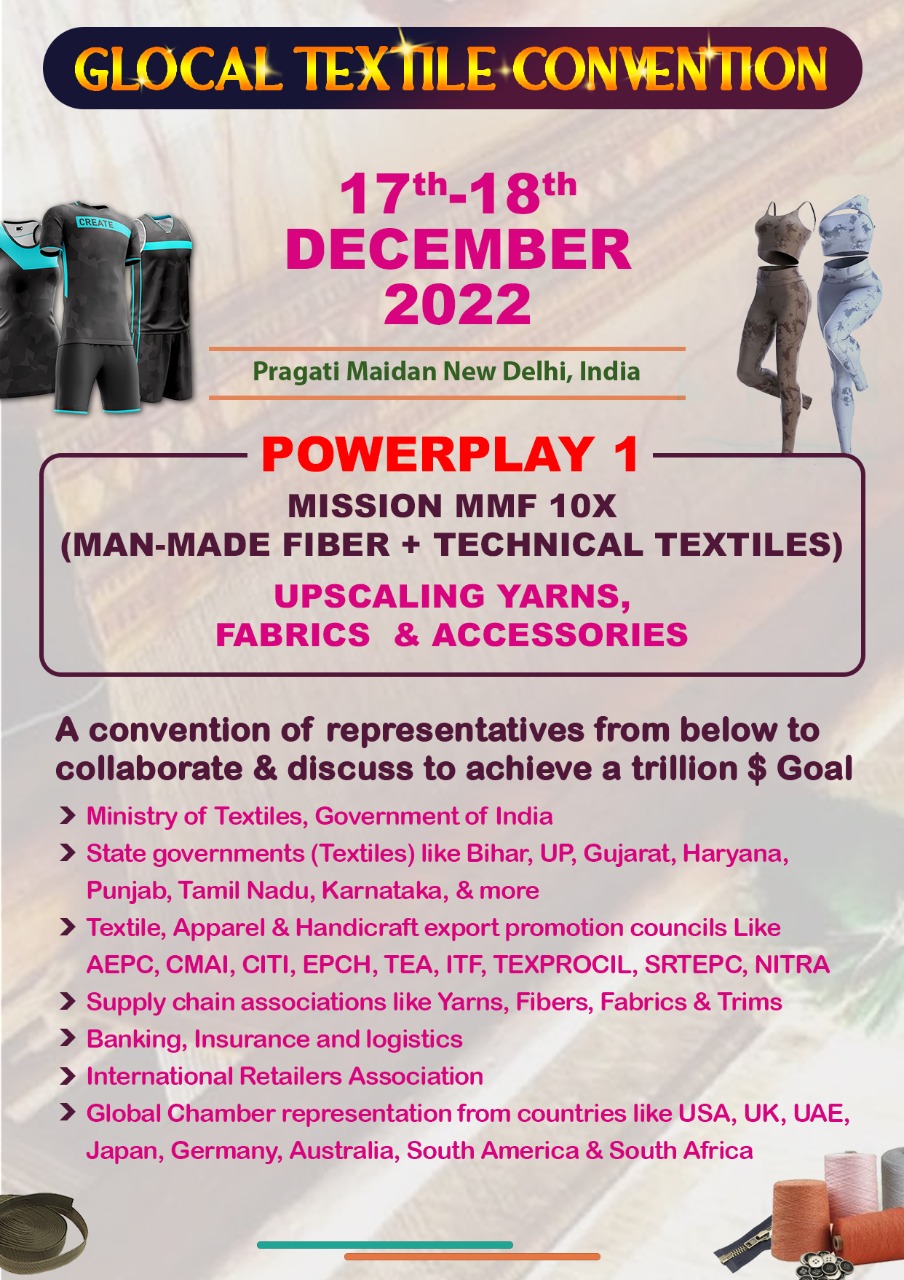 GLOCAL TEXTILE CONVENTION
CREATE
17th-18th
DECEMBER
2022
Pragati Maidan New Delhi, India
POWERPLAY 1
MISSION MMF 10X
(MAN-MADE FIBER + TECHNICAL TEXTILES)
UPSCALING YARNS,
FABRICS & ACCESSORIES
A convention of representatives from below to
collaborate & discuss to achieve a trillion $ Goal
Ministry of Textiles, Government of India
State governments (Textiles) like Bihar, UP, Gujarat, Haryana,
Punjab, Tamil Nadu, Karnataka, & more
Textile, Apparel & Handicraft export promotion councils Like
AEPC, CMAI, CITI, EPCH, TEA, ITF, TEXPROCIL, SRTEPC, NITRA
Supply chain associations like Yarns, Fibers, Fabrics & Trims
Banking, Insurance and logistics
International Retailers Association
Global Chamber representation from countries like USA, UK, UAE,
Japan, Germany, Australia, South America & South Africa